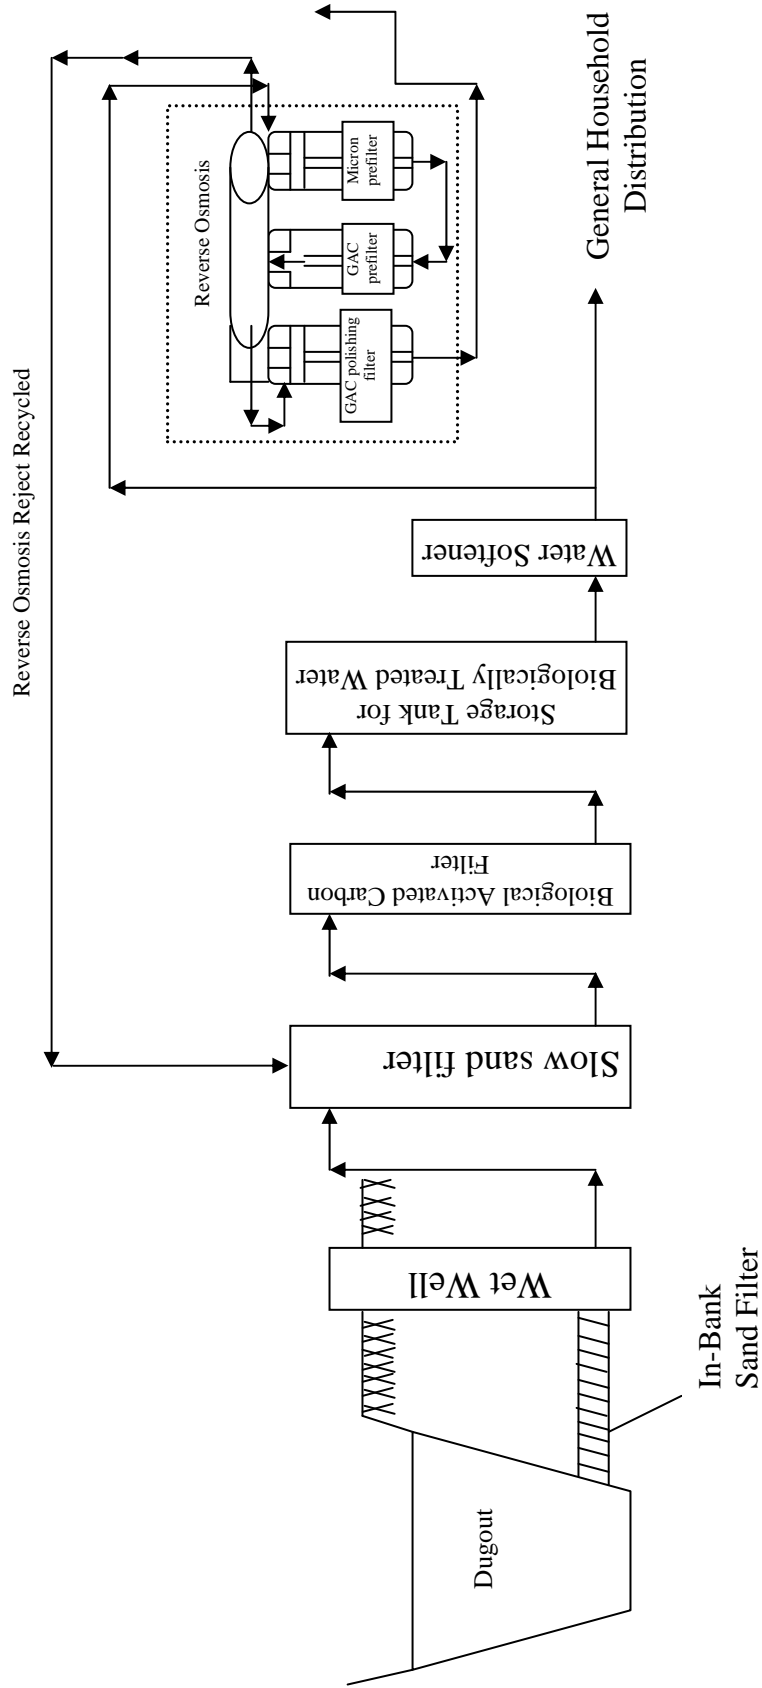 Reverse Osmosis Reject Recycled
Reverse Osmosis
Micron
prefilter
GAC
prefilter
GAC polishing
filter
General Household
Distribution
Water Softener
Storage Tank for
Biologically Treated Water
Biological Activated Carbon
Filter
Slow sand filter
Wet Well
In-Bank
Sand Filter
Dugout